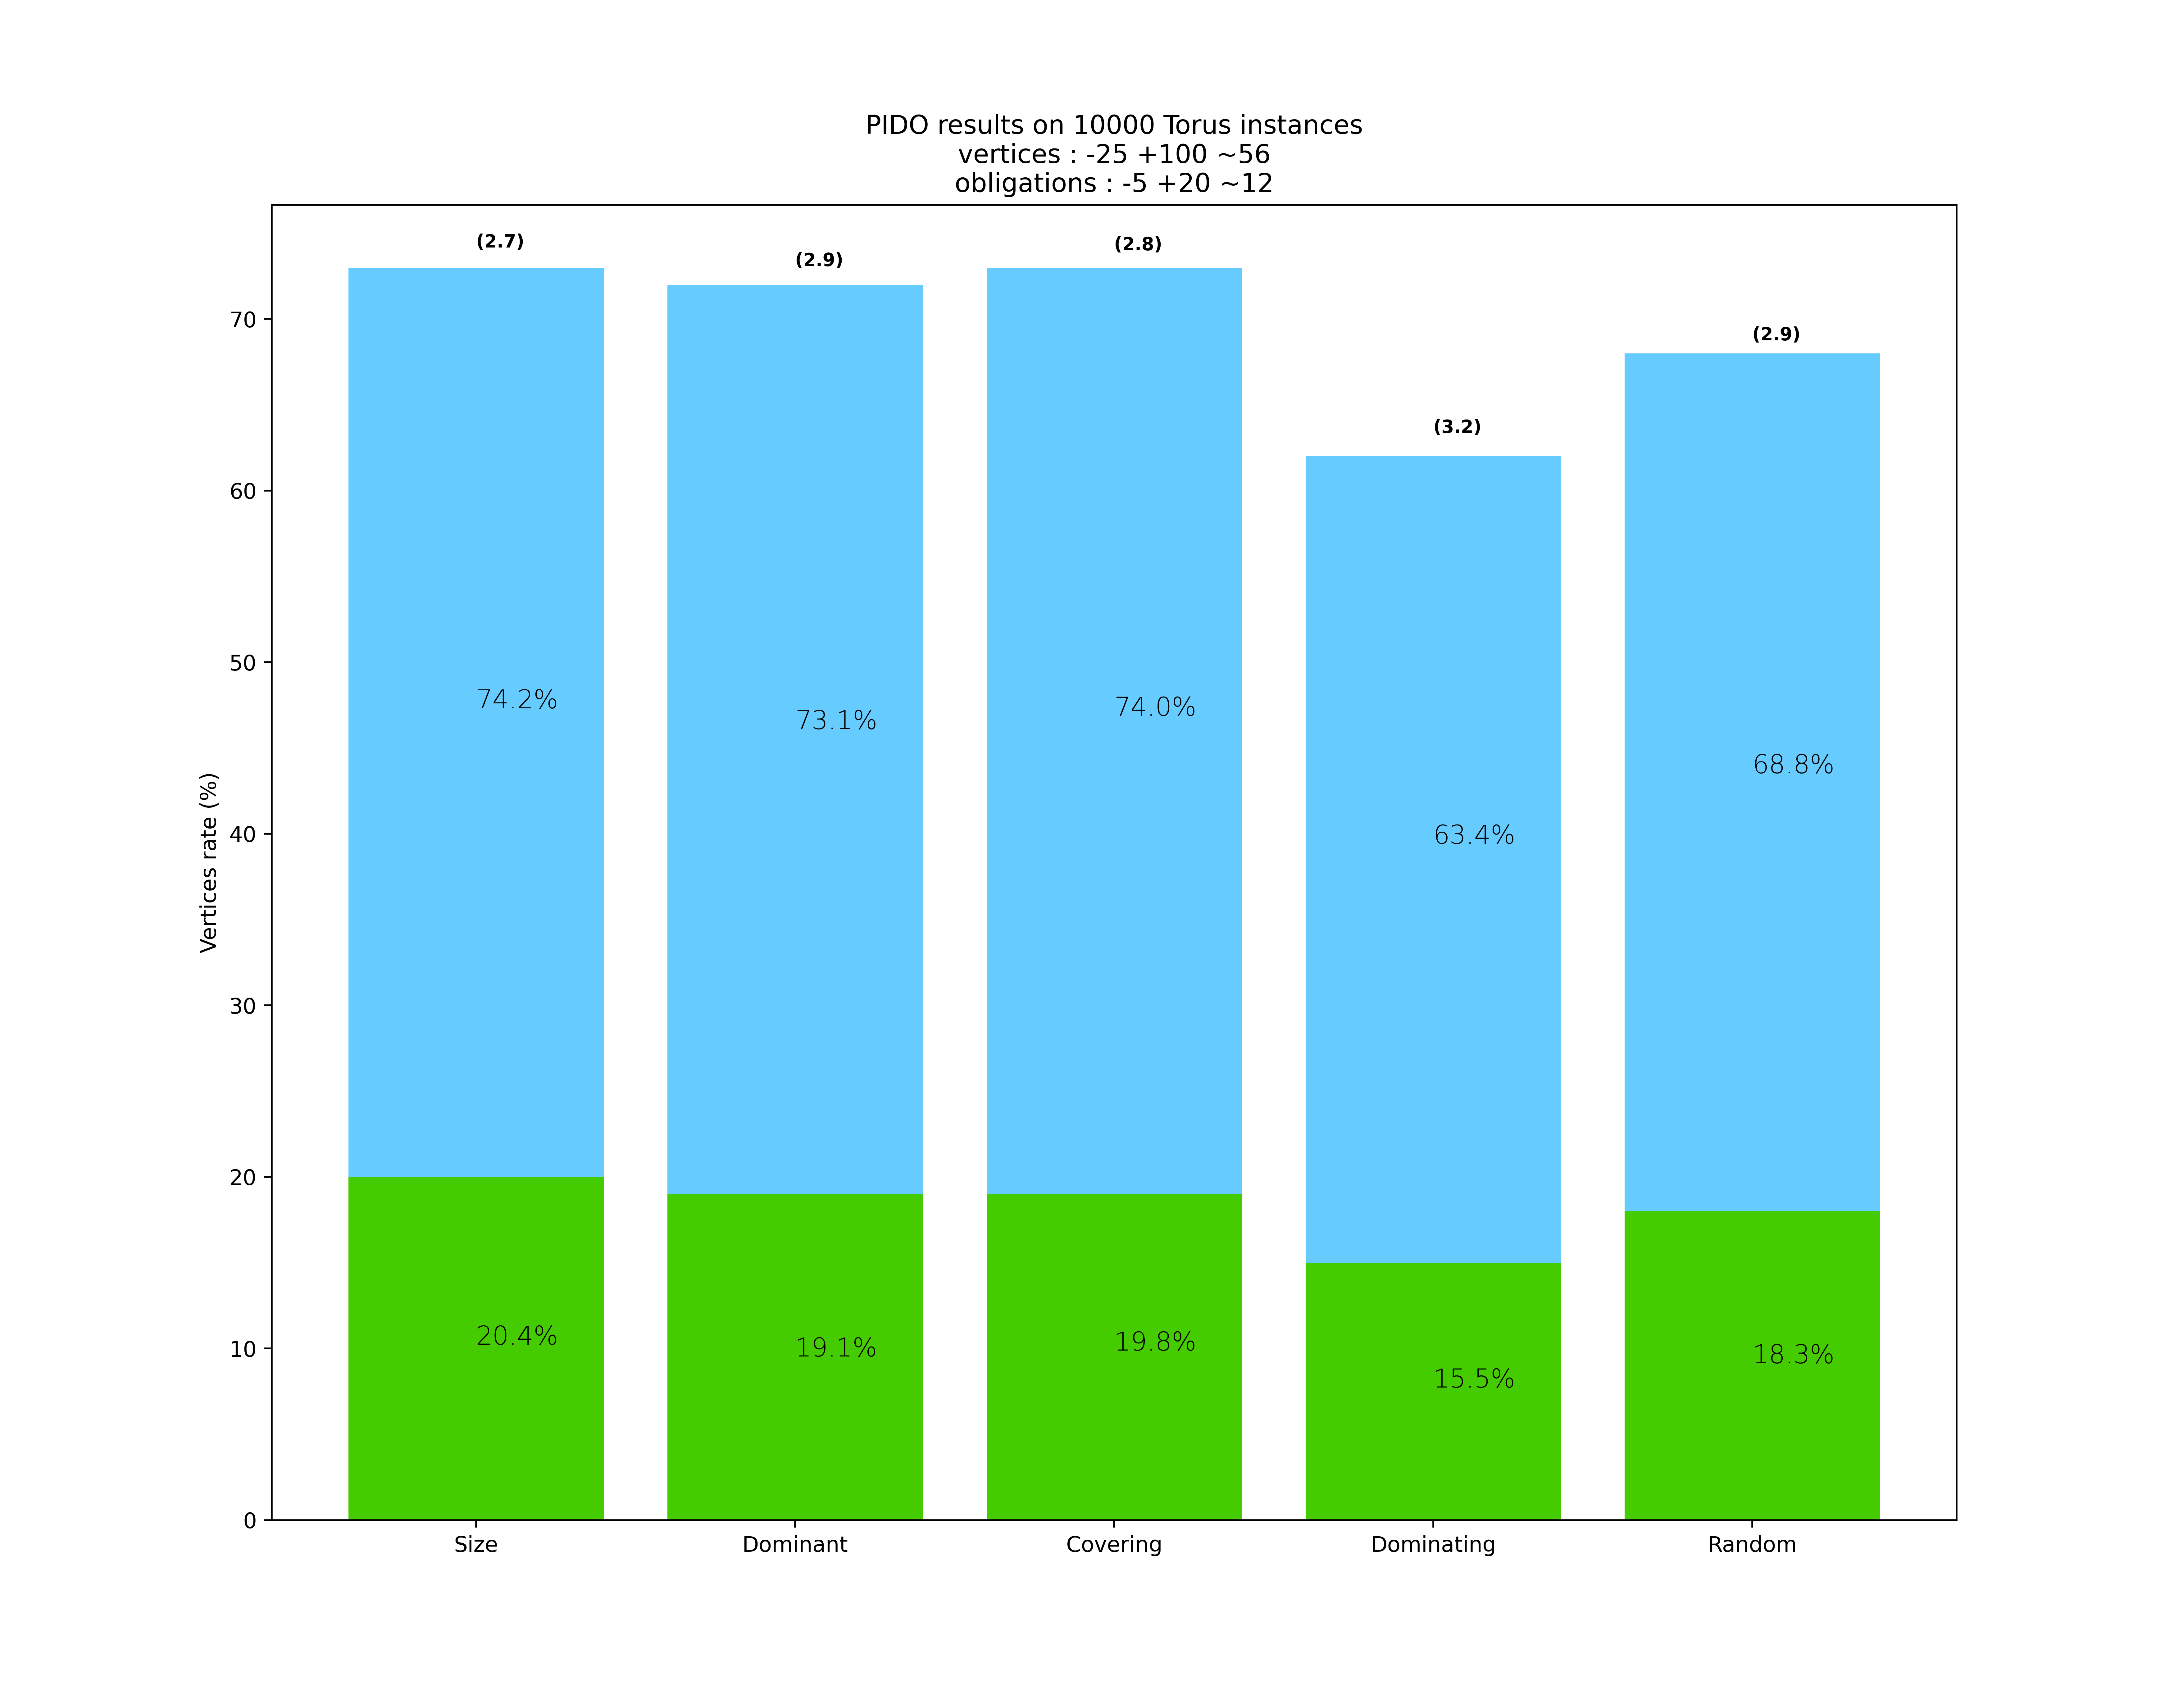 PIDO results on 10000 Torus instances
vertices : -25 +100 ~56
obligations : -5 +20 ~12
(2.7)
(2.9)
(2.8)
(3.2)
(2.9)
74.2%
73.1%
74.0%
63.4%
68.8%
20.4%
19.1%
19.8%
15.5%
18.3%
Vertices rate (%)
70
60
50
40
30
20
10
0
Size
Dominant
Covering
Dominating
Random